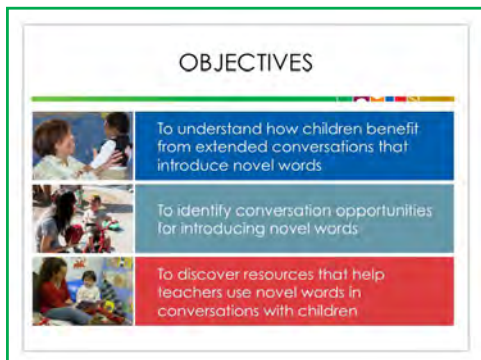 OBJECTIVES
To understand how children benefit
from extended conversations that
introduce novel words
To identify conversation opportunities
for introducing novel words
To discover resources that help
teachers use novel words in
conversations with children